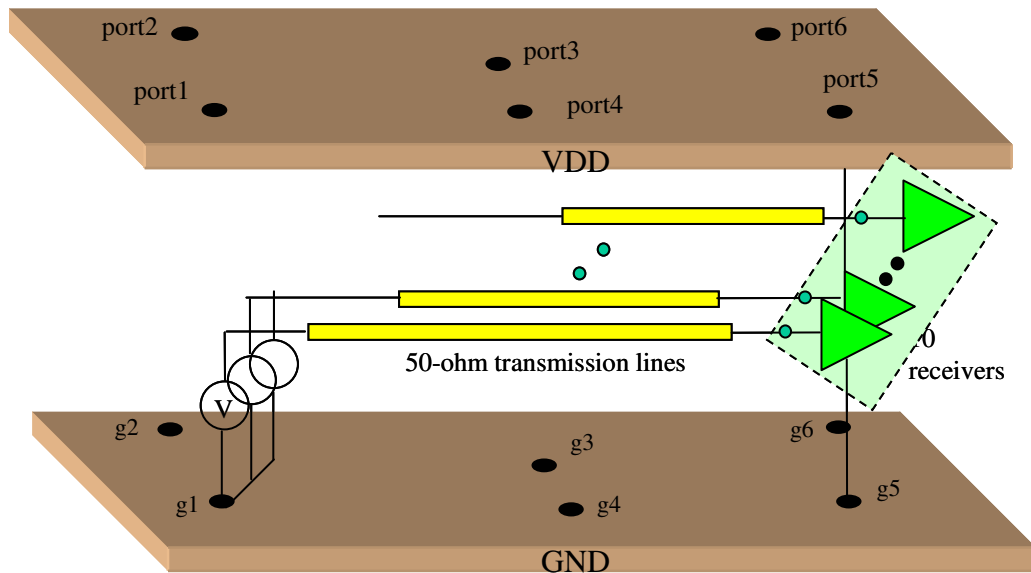 port2
port6
port3
port1
port5
port4
VDD
50-ohm transmission lines
receivers
V
g2
g6
g3
g1
g5
g4
GND